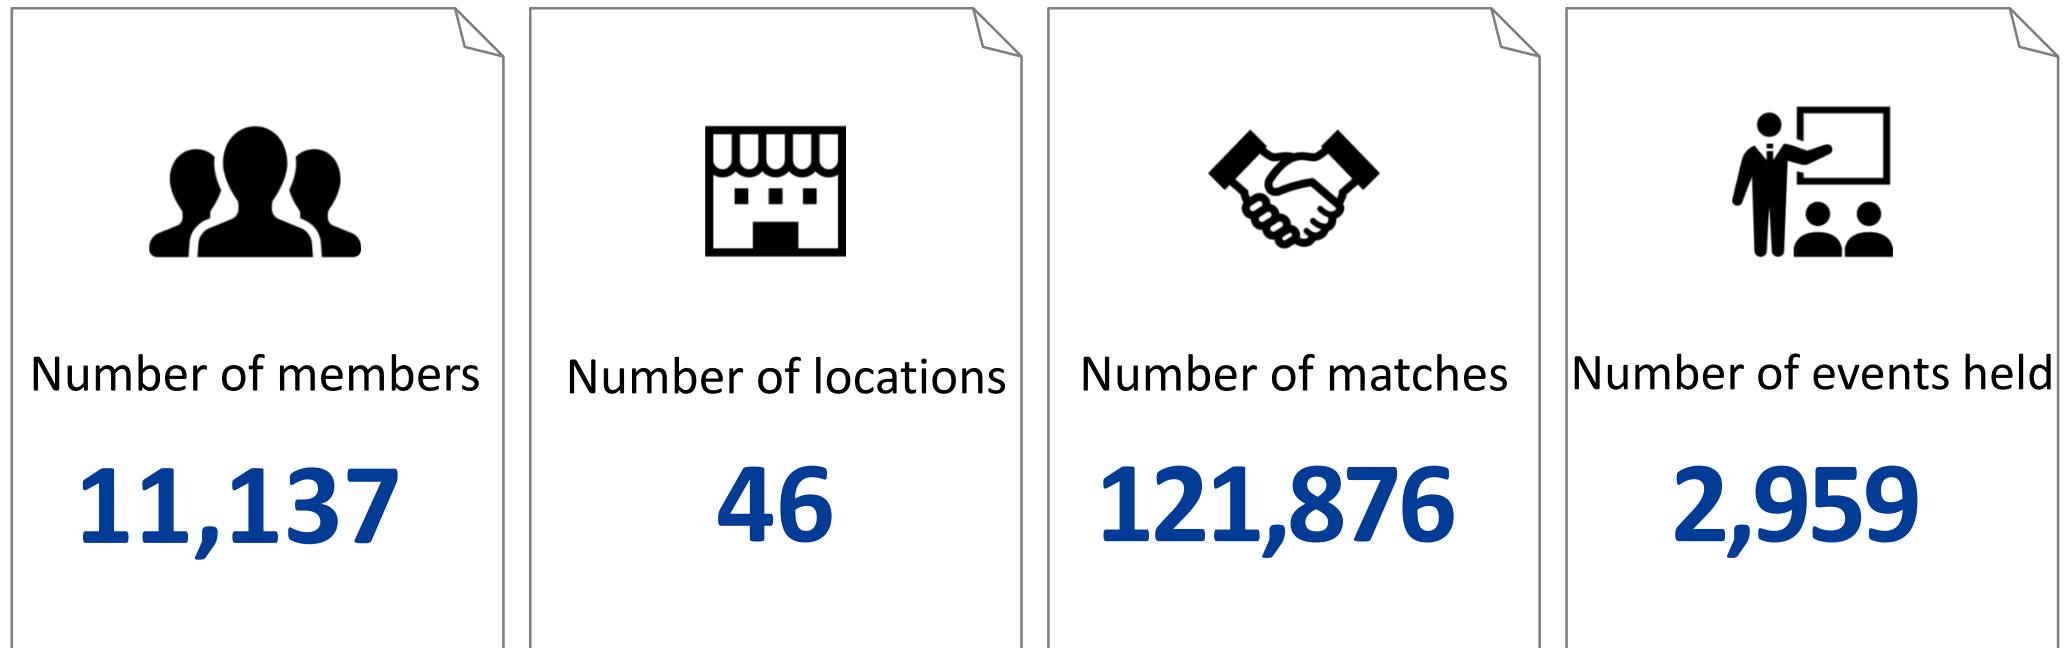 Number of members
11,137
Number of locations
46
Number of matches
121,876
Number of events held
2,959